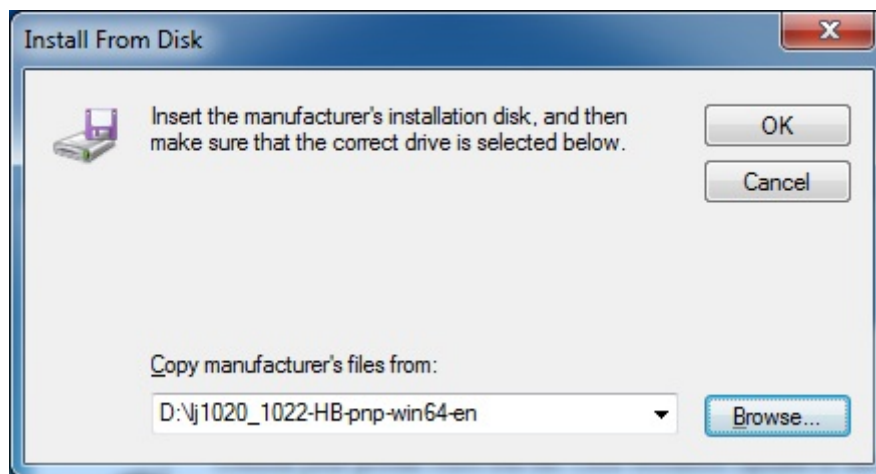 Install From Disk
Insert the manufacturer's installation disk, and then
make sure that the correct drive is selected below.
OK
Cancel
Copy manufacturer's files from:
D:\lj1020_1022-HB-pnp-win64-en
Browse...